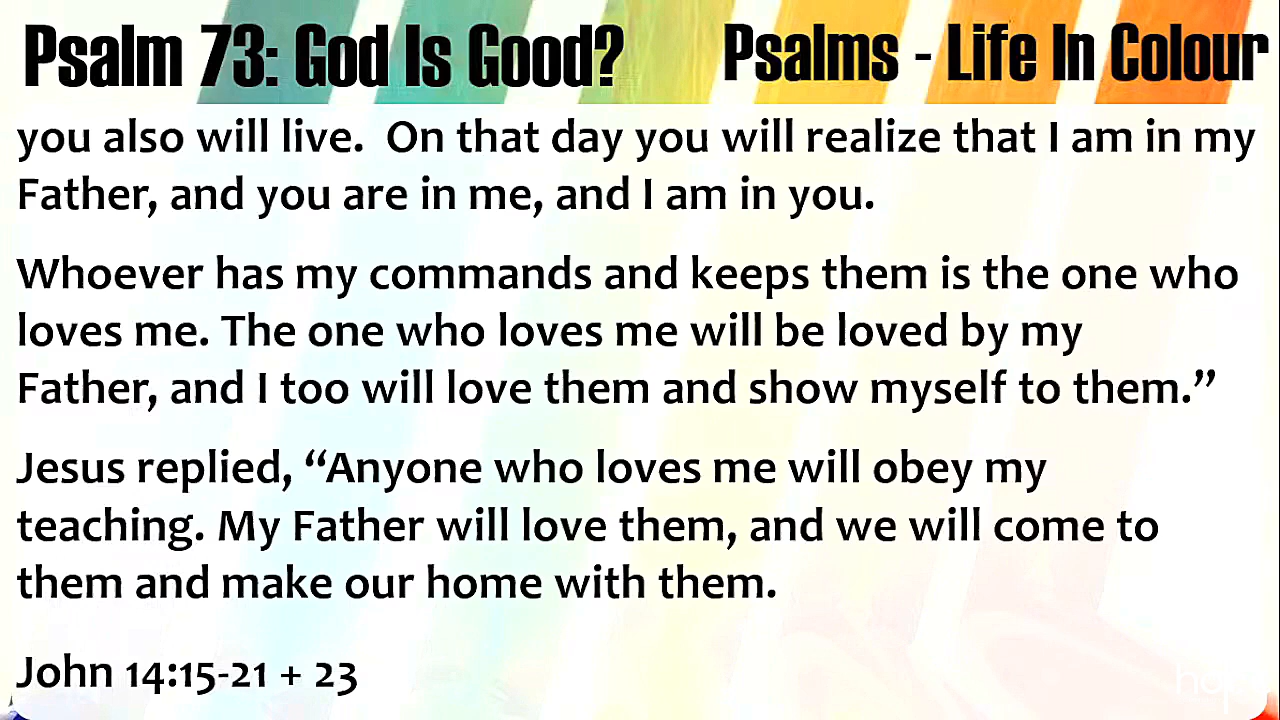 Psalm 73: God Is Good?
Psalms - Life In Colour
you also will live.  On that day you will realize that I am in my
Father, and you are in me, and I am in you.
Whoever has my commands and keeps them is the one who
loves me. The one who loves me will be loved by my
Father, and I too will love them and show myself to them.”
Jesus replied, “Anyone who loves me will obey my
teaching. My Father will love them, and we will come to
them and make our home with them.
John 14:15-21 + 23